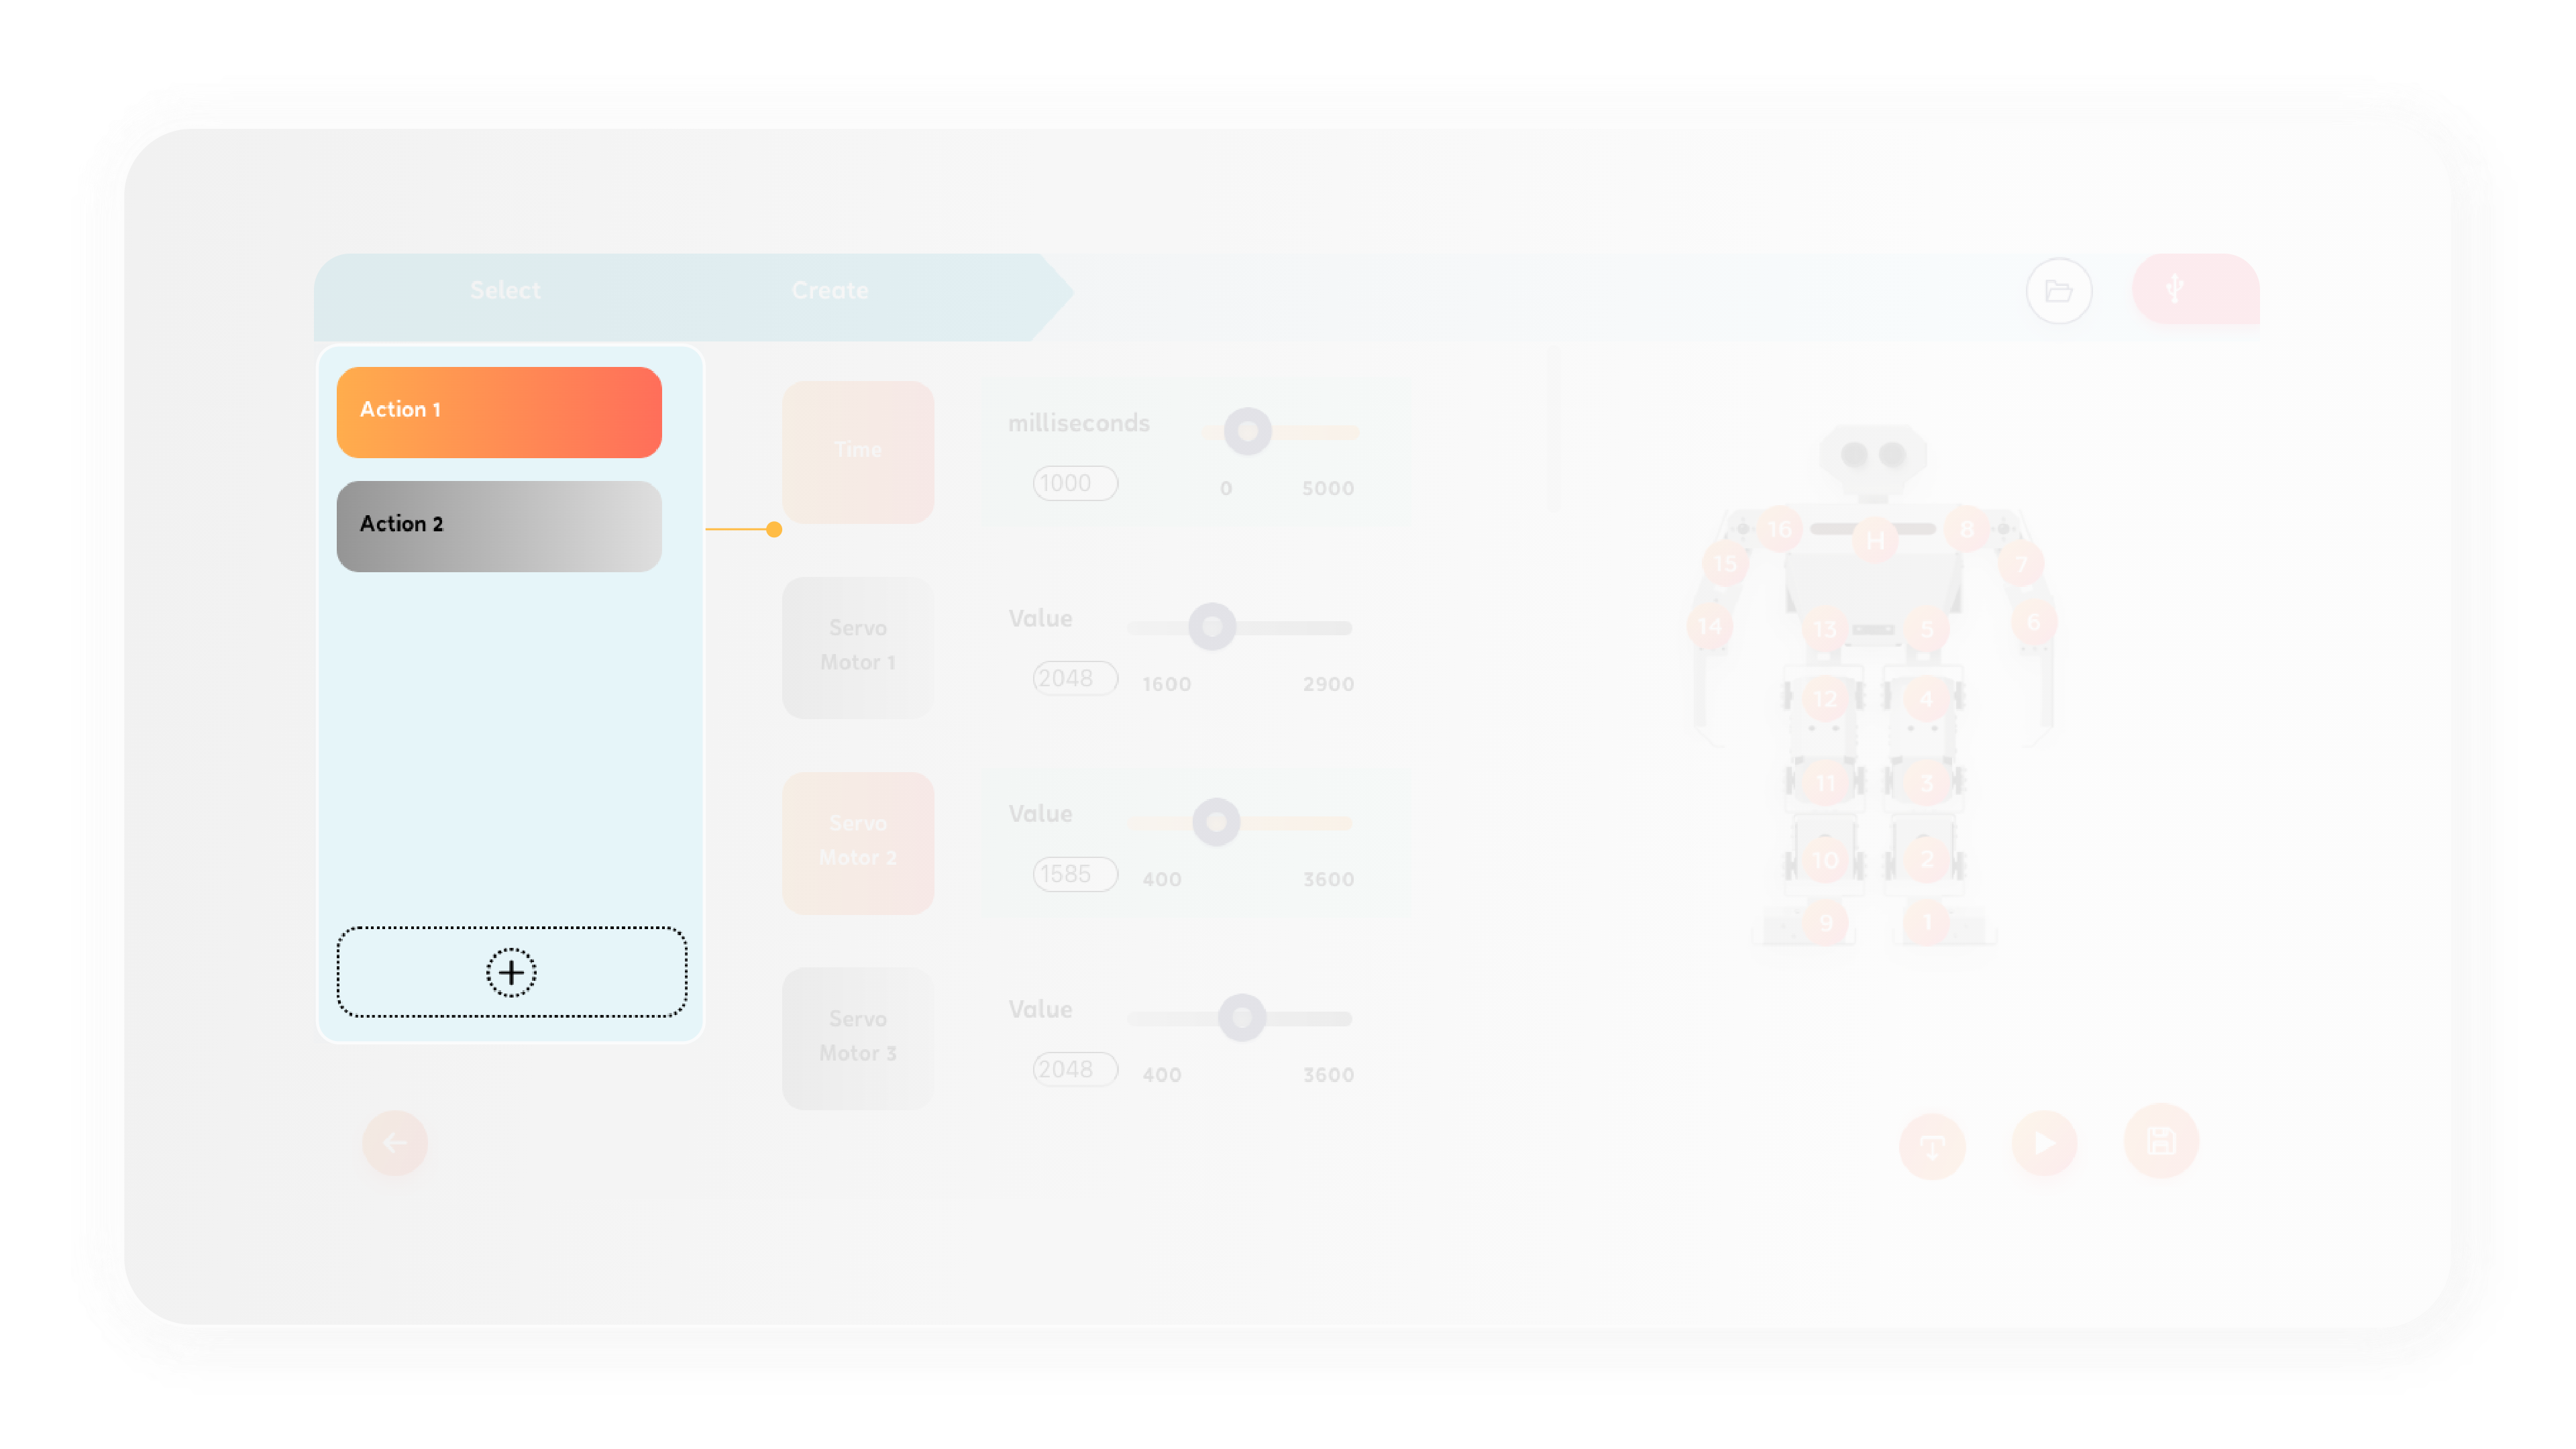 Select
Create
Action 1
Action 2
Time
milliseconds
1000
0
5000
Servo
Motor 1
Value
2048
1600
2900
Servo
Motor 2
Value
1585
400
3600
Servo
Motor 3
Value
2048
400
3600
16
H
8
15
7
14
13
5
6
12
4
11
3
10
2
9
1